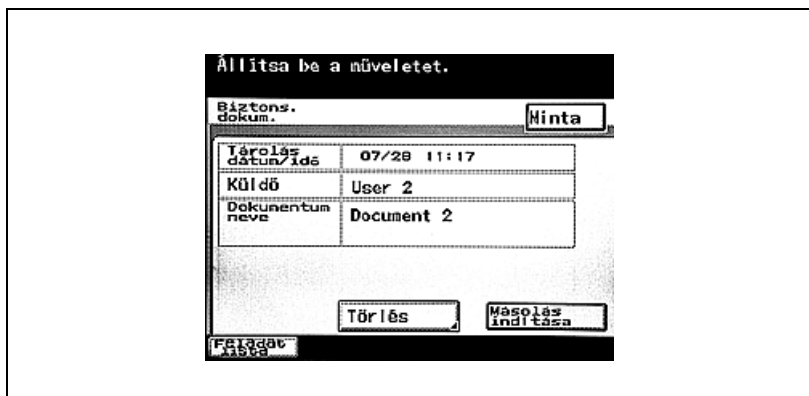 Állítsa be a műveletet.
Biztons.
dokum.
Minta
Tárolás
dátum/idő
07/28 11:17
Küldő
User 2
Dokumentum
neve
Document 2
Törlés
Másolás
indítása
Feladat
lista